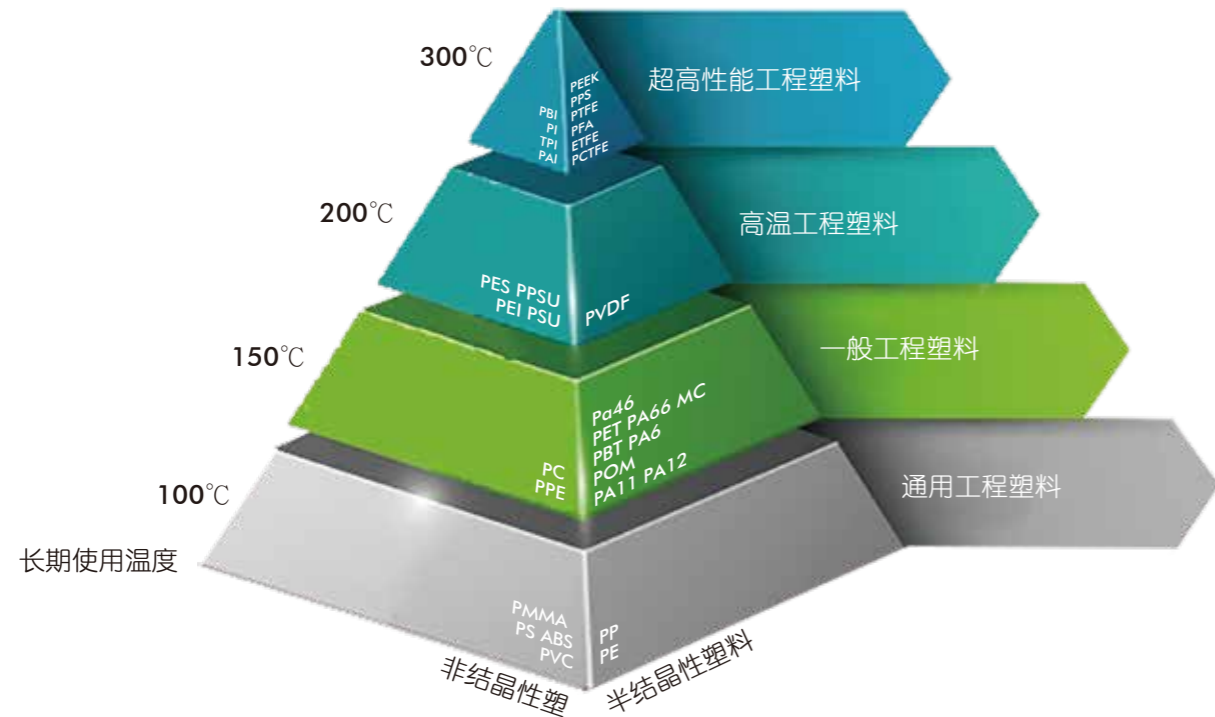 300℃
PBI
PI
TPI
PAI
PEEK
PPS
PTFE
PFA
ETFE
PCTFE
超高性能工程塑料
200℃
PES PPSU
PEI PSU
PVDF
高温工程塑料
150℃
PC
PPE
Pa46
PET PA66 MC
PBT PA6
POM
PA11 PA12
一般工程塑料
100℃
长期使用温度
PMMA
PS ABS
PVC
PP
PE
通用工程塑料
非结晶性塑
半结晶性塑料